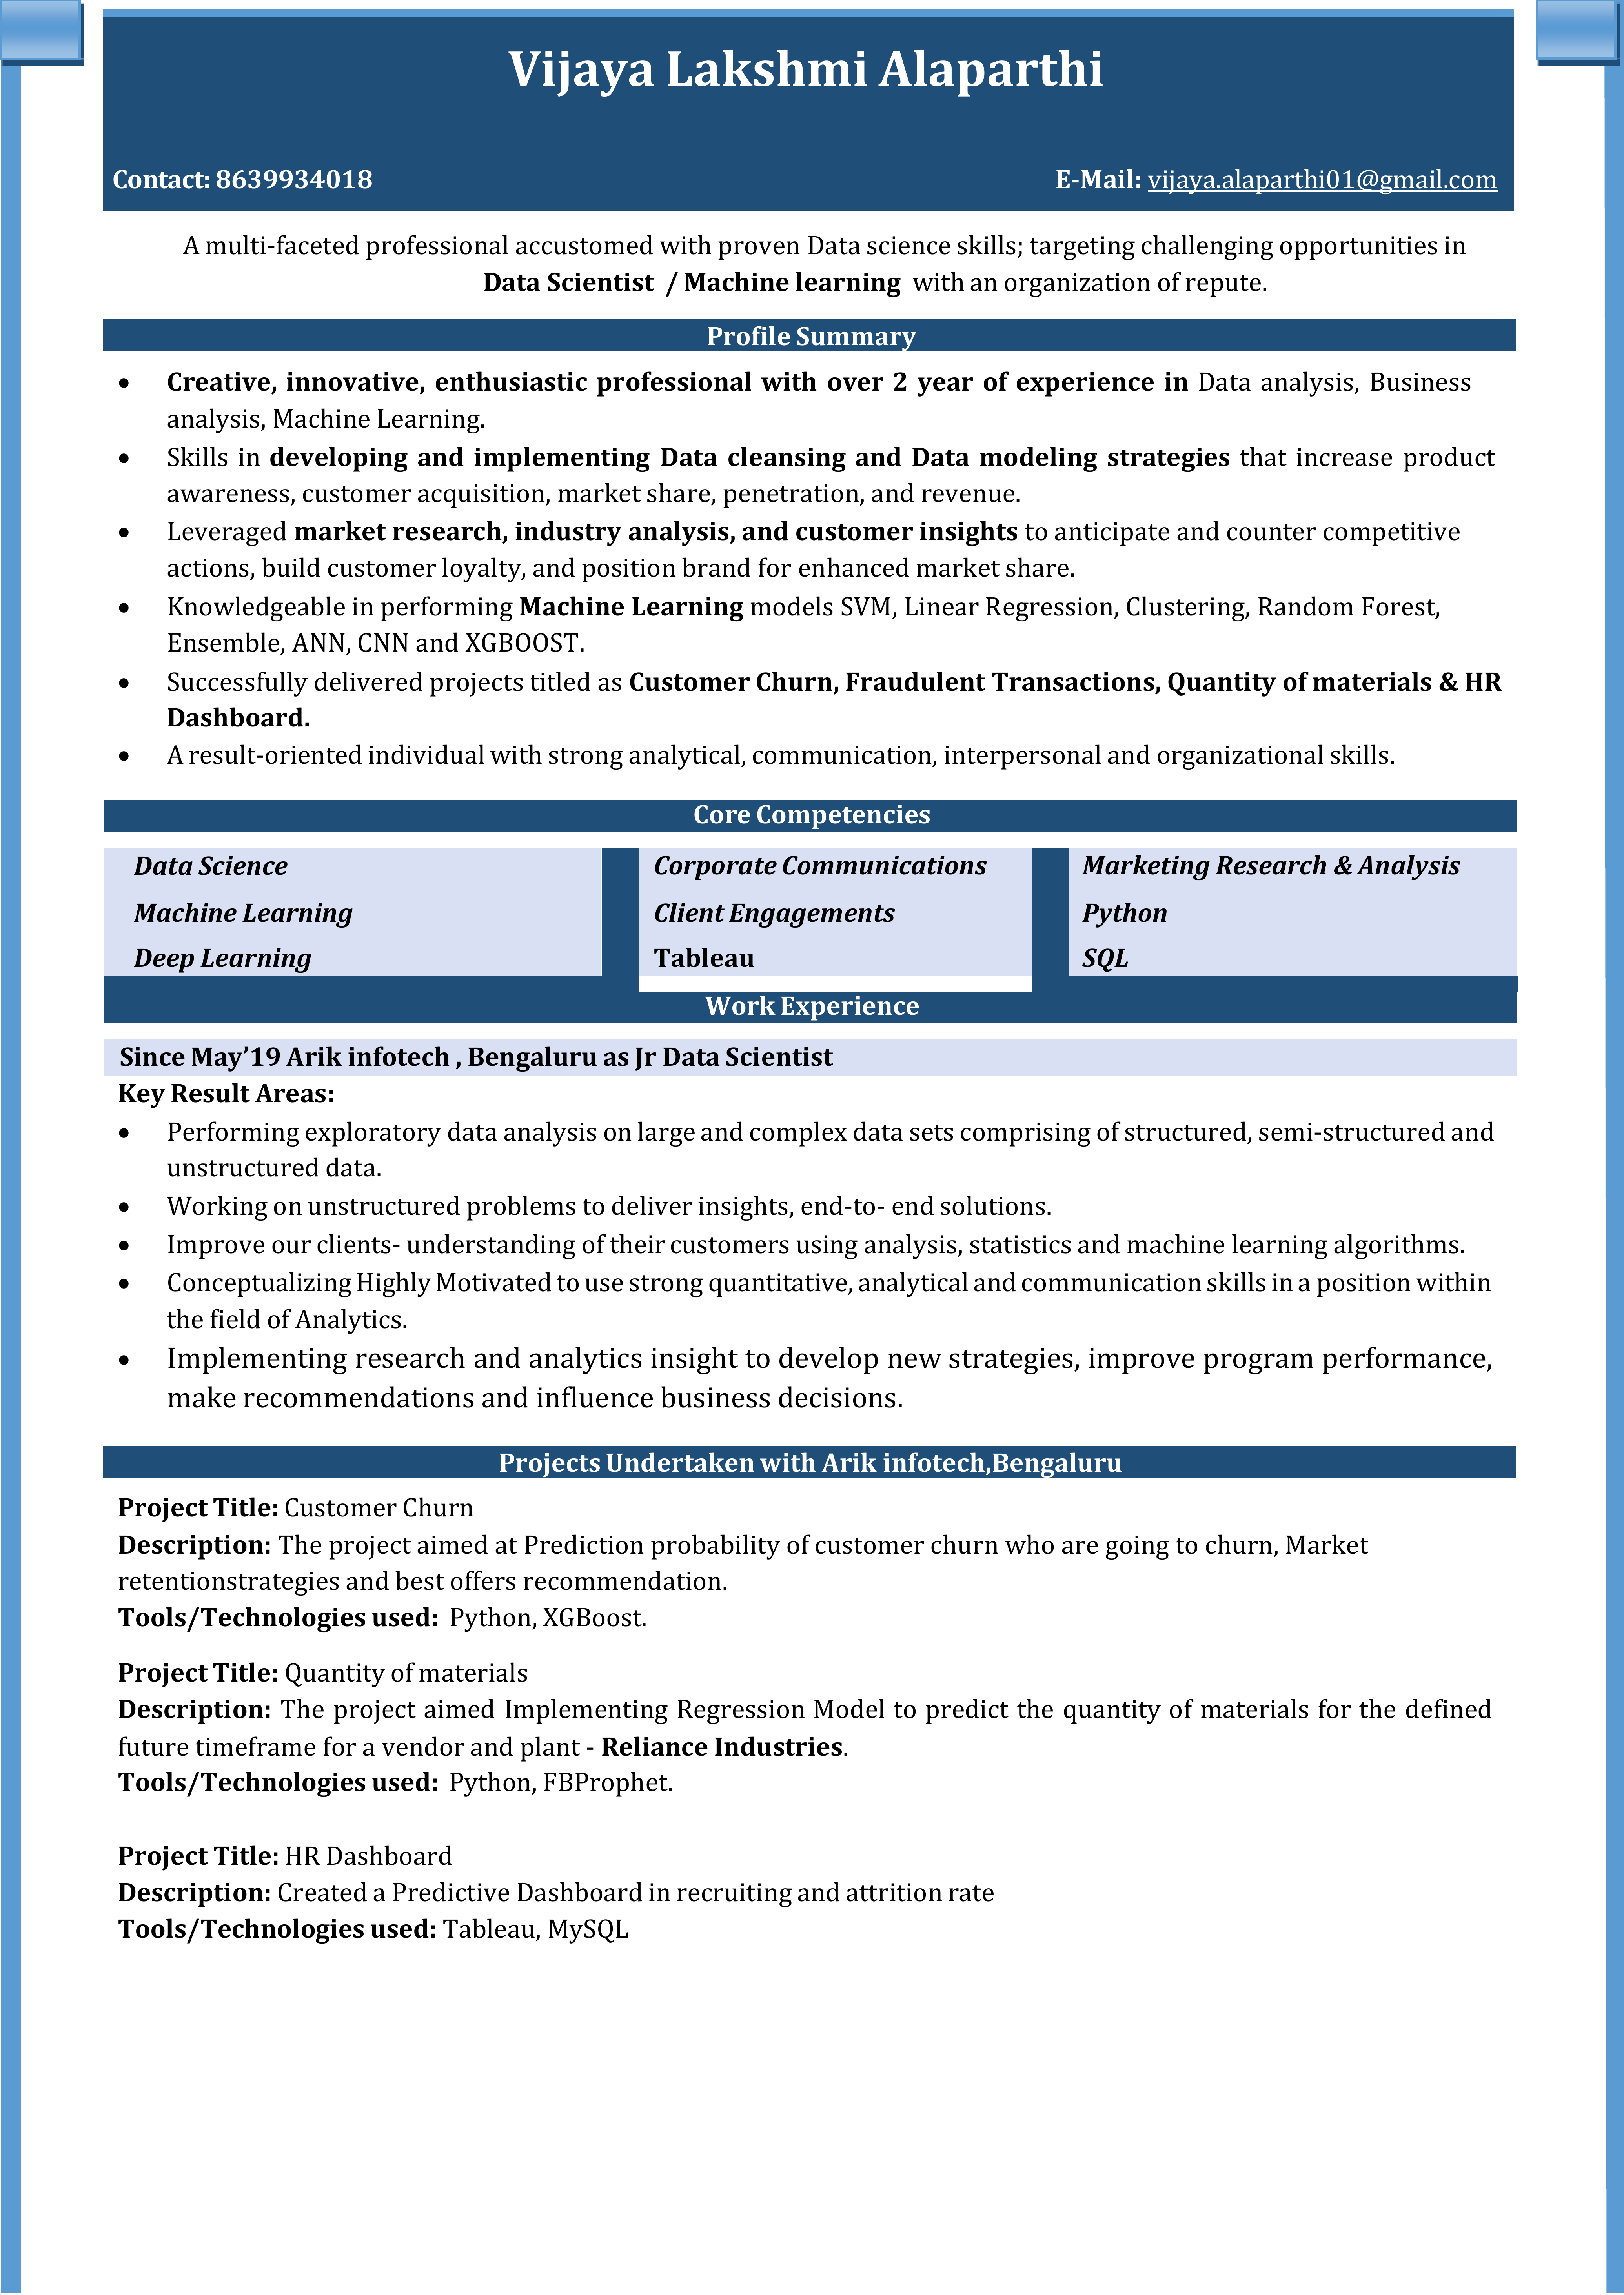 Vijaya Lakshmi Alaparthi
Contact: 8639934018 E-Mail: vijaya.alaparthi01@gmail.com
A multi-faceted professional accustomed with proven Data science skills; targeting challenging opportunities in
Data Scientist / Machine learning with an organization of repute.
Profile Summary
• Creative, innovative, enthusiastic professional with over 2 year of experience in Data analysis, Business
analysis, Machine Learning.
• Skills in developing and implementing Data cleansing and Data modeling strategies that increase product
awareness, customer acquisition, market share, penetration, and revenue.
• Leveraged market research, industry analysis, and customer insights to anticipate and counter competitive
actions, build customer loyalty, and position brand for enhanced market share.
• Knowledgeable in performing Machine Learning models SVM, Linear Regression, Clustering, Random Forest,
Ensemble, ANN, CNN and XGBOOST.
• Successfully delivered projects titled as Customer Churn, Fraudulent Transactions, Quantity of materials & HR
Dashboard.
• A result-oriented individual with strong analytical, communication, interpersonal and organizational skills.
Core Competencies
Data Science Corporate Communications Marketing Research & Analysis
Machine Learning Client Engagements Python
Deep Learning Tableau SQL
Work Experience
Since May’19 Arik infotech , Bengaluru as Jr Data Scientist
Key Result Areas:
• Performing exploratory data analysis on large and complex data sets comprising of structured, semi-structured and
unstructured data.
• Working on unstructured problems to deliver insights, end-to- end solutions.
• Improve our clients- understanding of their customers using analysis, statistics and machine learning algorithms.
• Conceptualizing Highly Motivated to use strong quantitative, analytical and communication skills in a position within
the field of Analytics.
• Implementing research and analytics insight to develop new strategies, improve program performance,
make recommendations and influence business decisions.
Projects Undertaken with Arik infotech,Bengaluru
Project Title: Customer Churn
Description: The project aimed at Prediction probability of customer churn who are going to churn, Market
retentionstrategies and best offers recommendation.
Tools/Technologies used: Python, XGBoost.
Project Title: Quantity of materials
Description: The project aimed Implementing Regression Model to predict the quantity of materials for the defined
future timeframe for a vendor and plant - Reliance Industries.
Tools/Technologies used: Python, FBProphet.
Project Title: HR Dashboard
Description: Created a Predictive Dashboard in recruiting and attrition rate
Tools/Technologies used: Tableau, MySQL